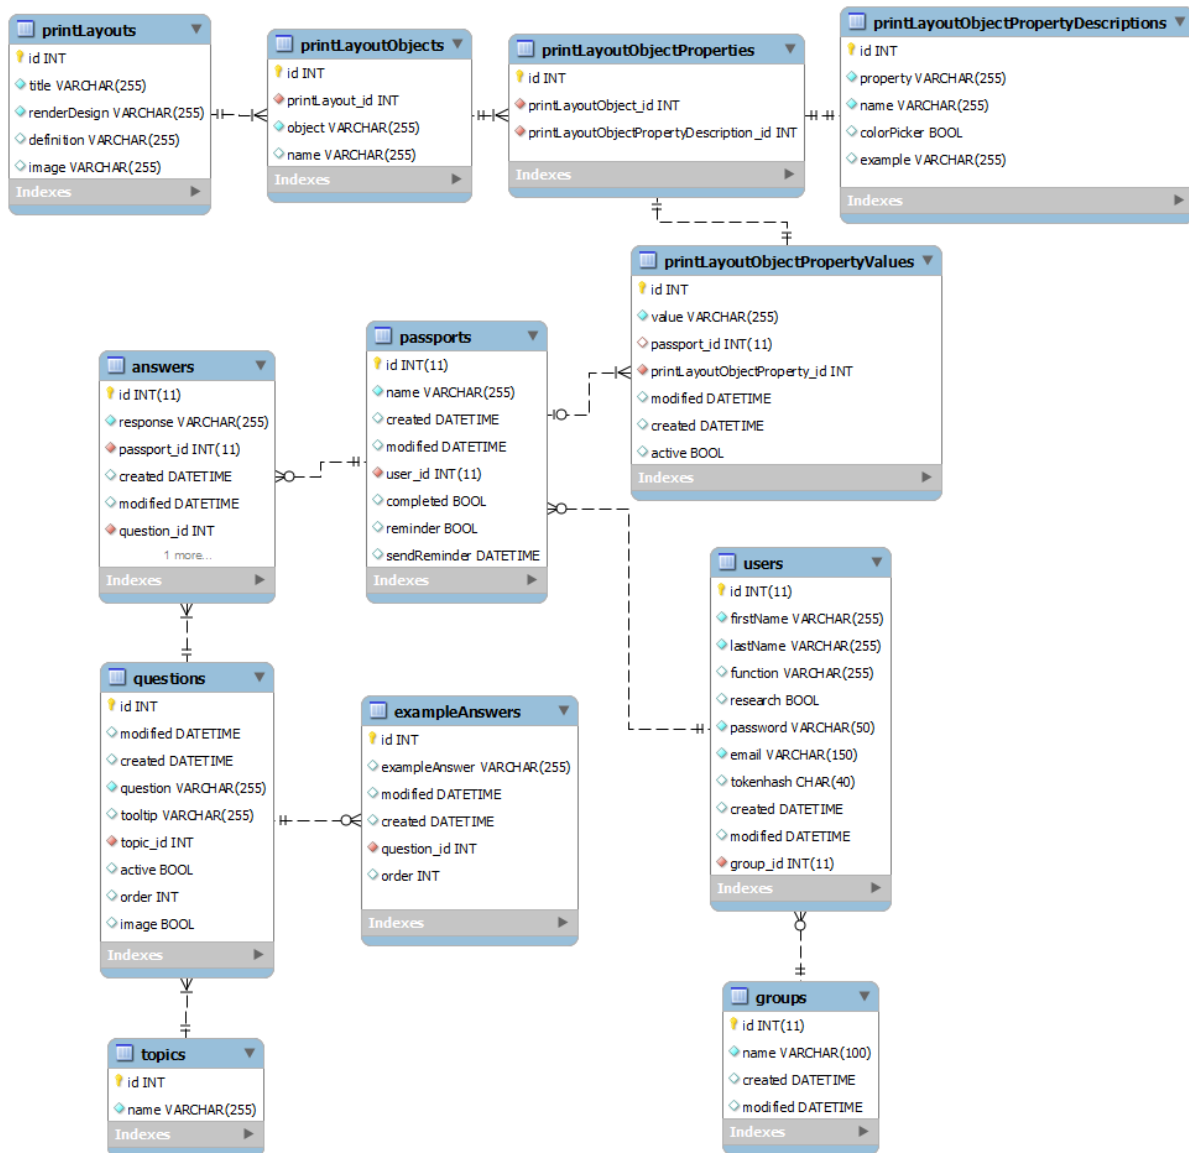 printLayouts
id INT
title VARCHAR(255)
renderDesign VARCHAR(255)
definition VARCHAR(255)
image VARCHAR(255)
Indexes
printLayoutObjects
id INT
printLayout_id INT
object VARCHAR(255)
name VARCHAR(255)
Indexes
printLayoutObjectProperties
id INT
printLayoutObject_id INT
printLayoutObjectPropertyDescription_id INT
Indexes
printLayoutObjectPropertyDescriptions
id INT
property VARCHAR(255)
name VARCHAR(255)
colorPicker BOOL
example VARCHAR(255)
Indexes
printLayoutObjectPropertyValues
id INT
value VARCHAR(255)
passport_id INT(11)
printLayoutObjectProperty_id INT
modified DATETIME
created DATETIME
active BOOL
Indexes
passports
id INT(11)
name VARCHAR(255)
created DATETIME
modified DATETIME
user_id INT(11)
completed BOOL
reminder BOOL
sendReminder DATETIME
Indexes
answers
id INT(11)
response VARCHAR(255)
passport_id INT(11)
created DATETIME
modified DATETIME
question_id INT
1 more...
Indexes
users
id INT(11)
firstName VARCHAR(255)
lastName VARCHAR(255)
function VARCHAR(255)
research BOOL
password VARCHAR(50)
email VARCHAR(150)
tokenhash CHAR(40)
created DATETIME
modified DATETIME
group_id INT(11)
Indexes
questions
id INT
modified DATETIME
created DATETIME
question VARCHAR(255)
tooltip VARCHAR(255)
topic_id INT
active BOOL
order INT
image BOOL
Indexes
exampleAnswers
id INT
exampleAnswer VARCHAR(255)
modified DATETIME
created DATETIME
question_id INT
order INT
Indexes
groups
id INT(11)
name VARCHAR(100)
created DATETIME
modified DATETIME
Indexes
topics
id INT
name VARCHAR(255)
Indexes